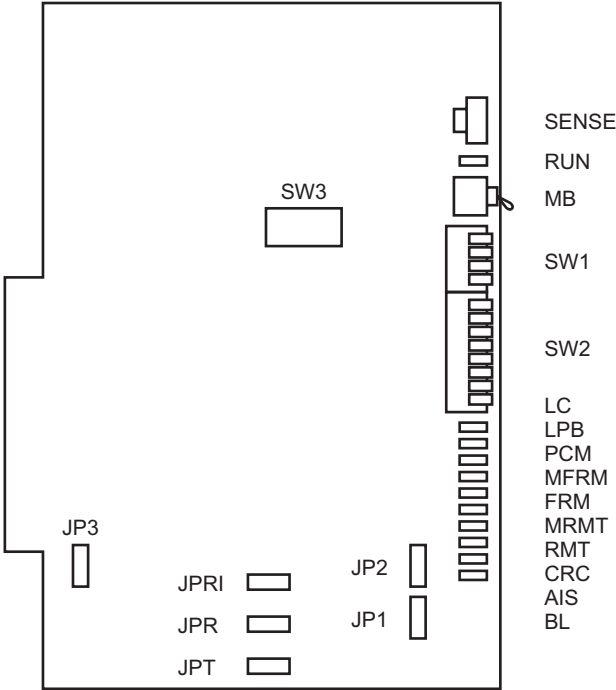 SENSE
RUN
SW3
MB
SW1
SW2
LC
LPB
PCM
MFRM
FRM
MRMT
JP3
RMT
JP2
CRC
JPRI
AIS
JPR
JP1
BL
JPT